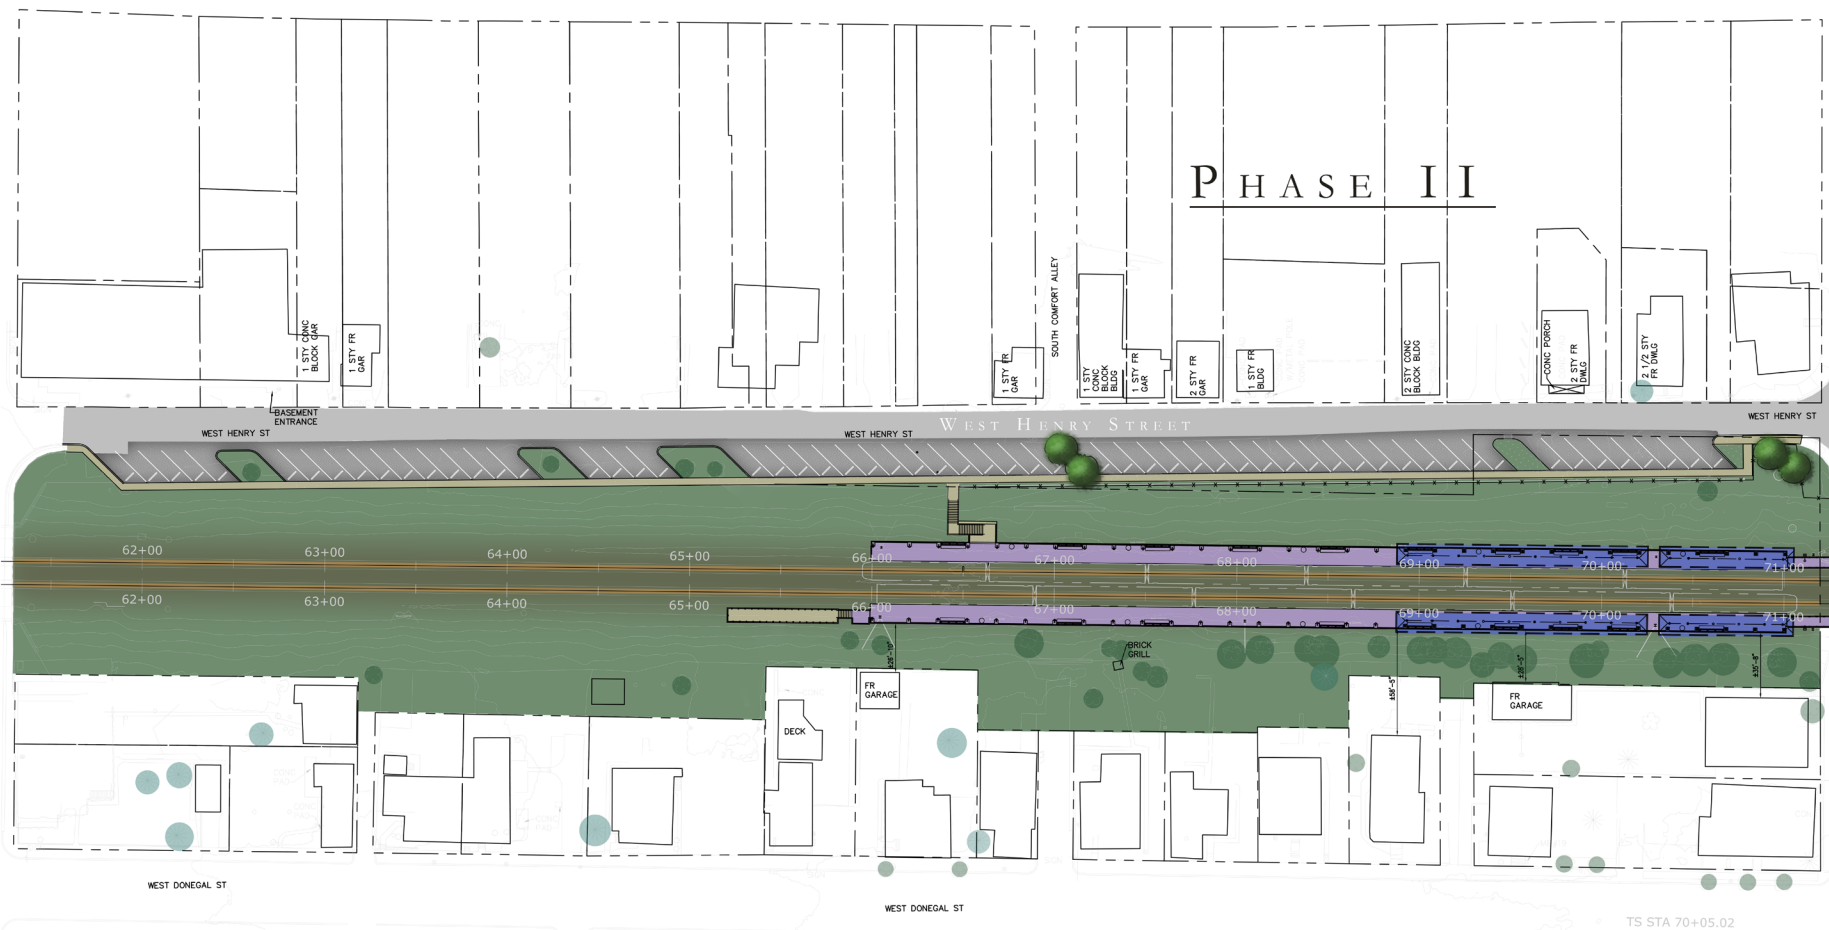 PHASE II
SOUTH COMFORT ALLEY
1 STY CONC
BLOCK GAR
1 STY FR
GAR
1 STY FR
GAR
1 STY
CONC
BLOCK
BLDG
1 STY FR
GAR
2 STY FR
GAR
1 STY FR
BLDG
2 STY CONC
BLOCK BLDG
CONC PORCH
2 STY FR
DWLG
2 1/2 STY
FR DWLG
BASEMENT
ENTRANCE
WEST HENRY ST
WEST HENRY ST
WEST HENRY STREET
WEST HENRY ST
62+00
63+00
64+00
65+00
66+00
67+00
68+00
69+00
70+00
71+00
62+00
63+00
64+00
65+00
66+00
67+00
68+00
69+00
70+00
71+00
BRICK
GRILL
FR
GARAGE
±58'-5"
FR
GARAGE
DECK
WEST DONEGAL ST
WEST DONEGAL ST
TS STA 70+05.02